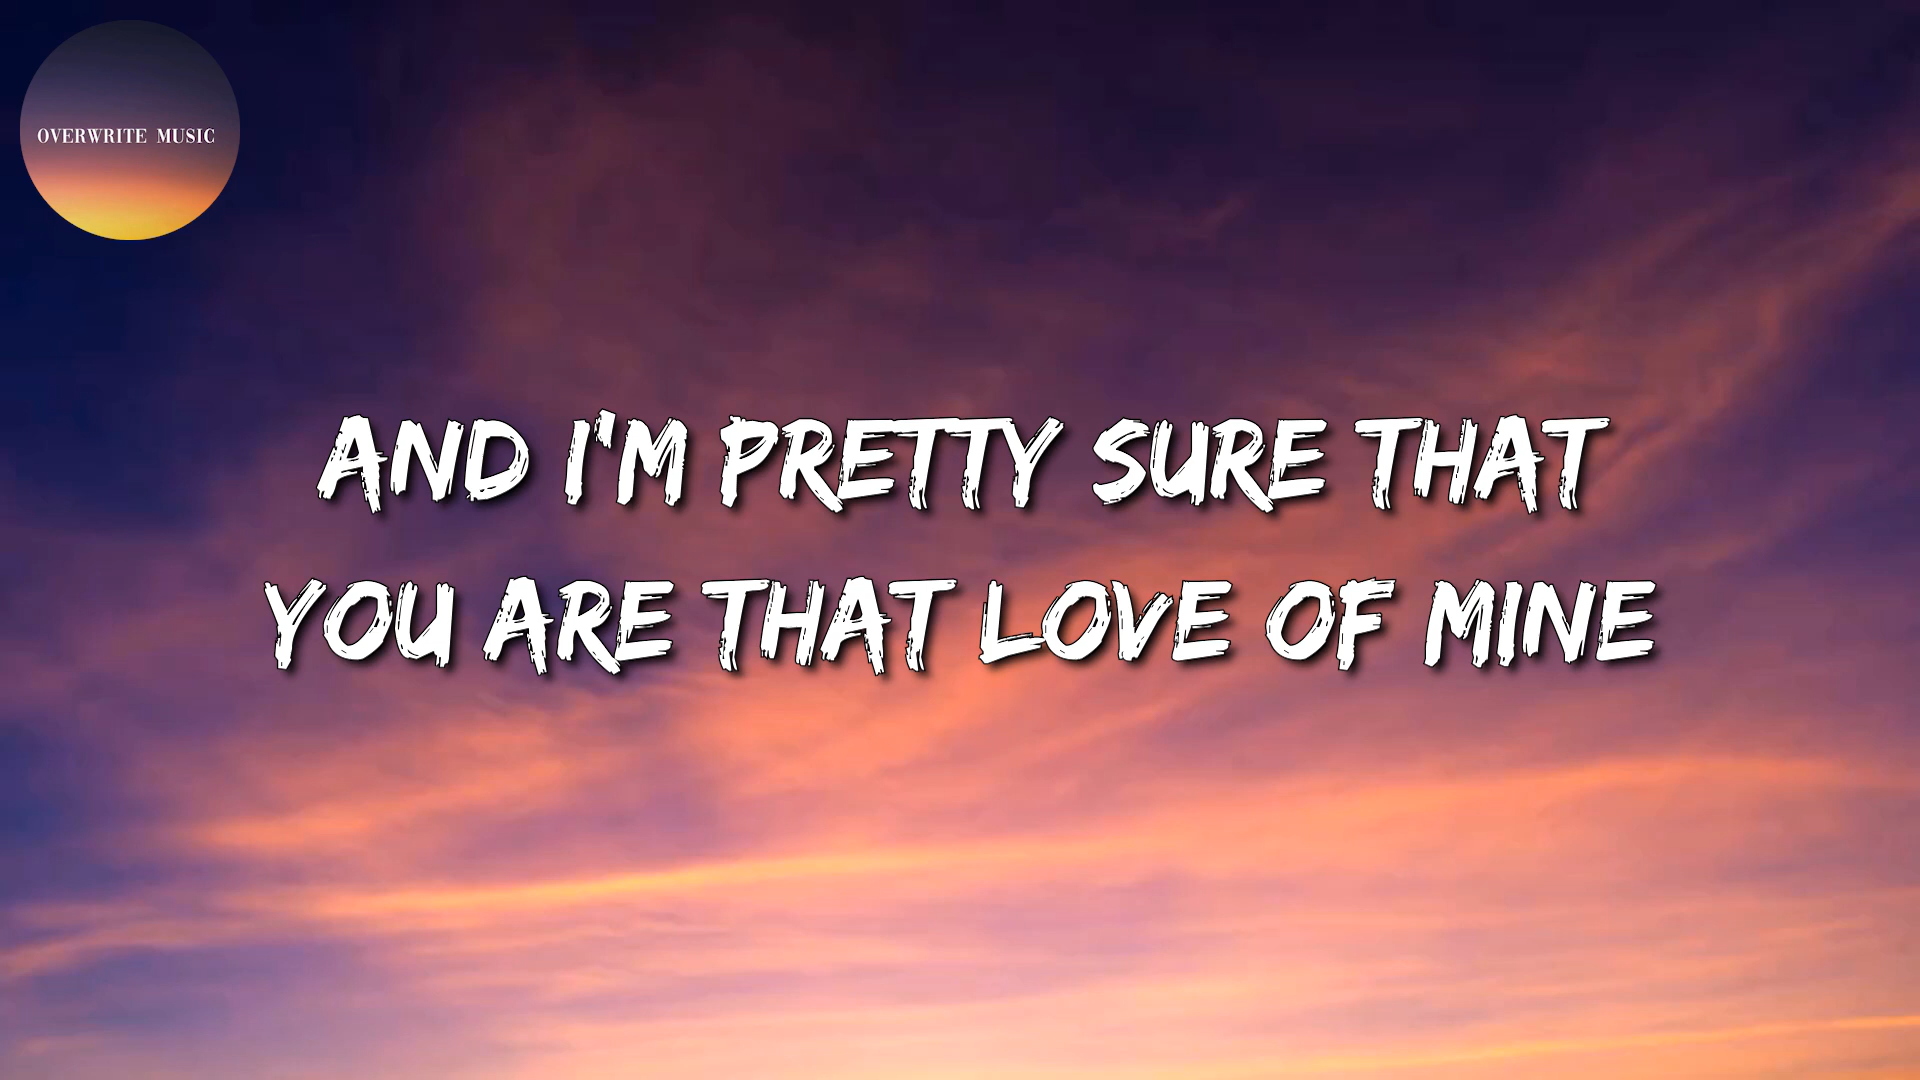 OVERWRITE MUSIC
AND I'M PRETTY SURE THAT
YOU ARE THAT LOVE OF MINE